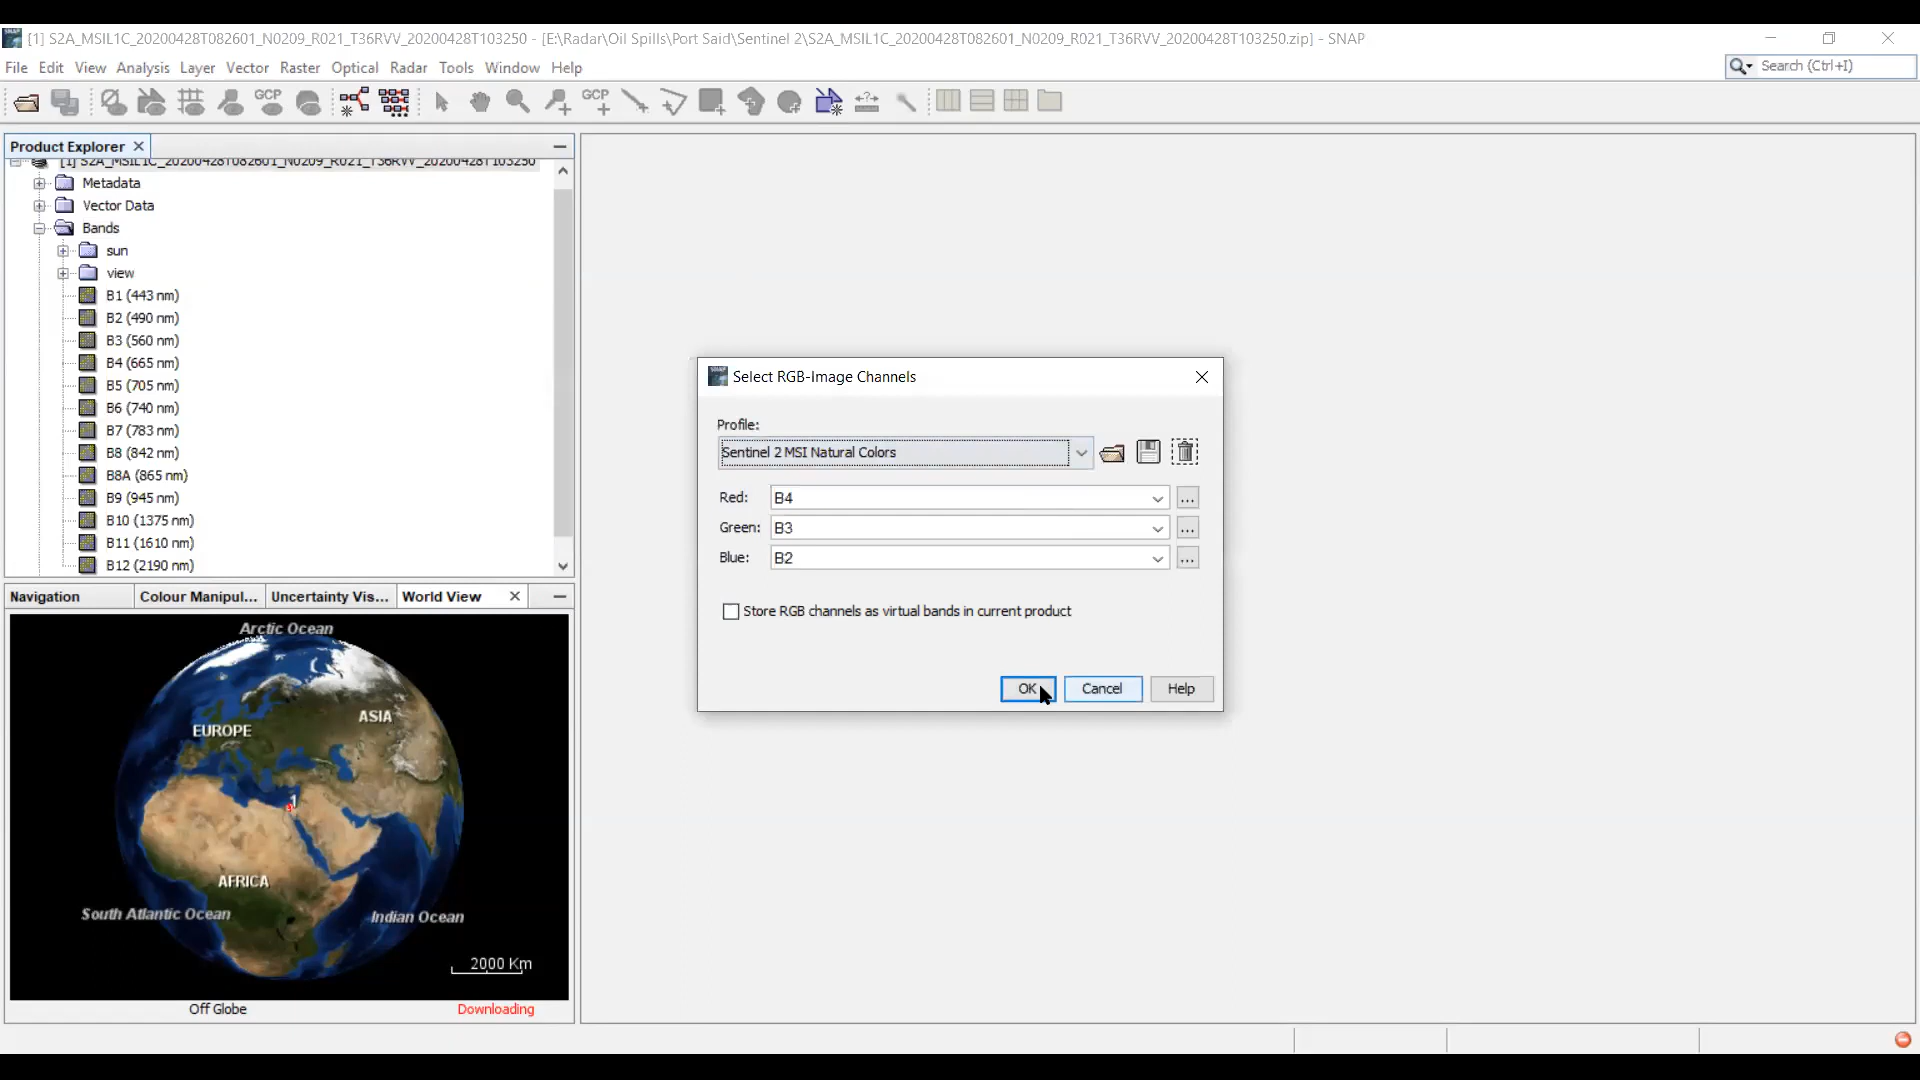 [1] S2A_MSIL1C_20200428T082601_N0209_R021_T36RVV_20200428T103250 - [E:\Radar\Oil Spills\Port Said\Sentinel 2\S2A_MSIL1C_20200428T082601_N0209_R021_T36RVV_20200428T103250.zip] - SNAP
File Edit View Analysis Layer Vector Raster Optical Radar Tools Window Help
Search (Ctrl+I)
GCP GCP
Product Explorer
[1] S2A_MSIL1C_20200428T082601_N0209_R021_T36RVV_20200428T103250
Metadata
Vector Data
Bands
sun
view
B1 (443 nm)
B2 (490 nm)
B3 (560 nm)
B4 (665 nm)
B5 (705 nm)
B6 (740 nm)
B7 (783 nm)
B8 (842 nm)
B8A (865 nm)
B9 (945 nm)
B10 (1375 nm)
B11 (1610 nm)
B12 (2190 nm)
Navigation Colour Manipul... Uncertainty Vis... World View
Arctic Ocean
ASIA
EUROPE
1
AFRICA
South Atlantic Ocean
Indian Ocean
2000 Km
Off Globe Downloading
Select RGB-Image Channels
Profile:
Sentinel 2 MSI Natural Colors
Red: B4 ...
Green: B3 ...
Blue: B2 ...
Store RGB channels as virtual bands in current product
OK Cancel Help